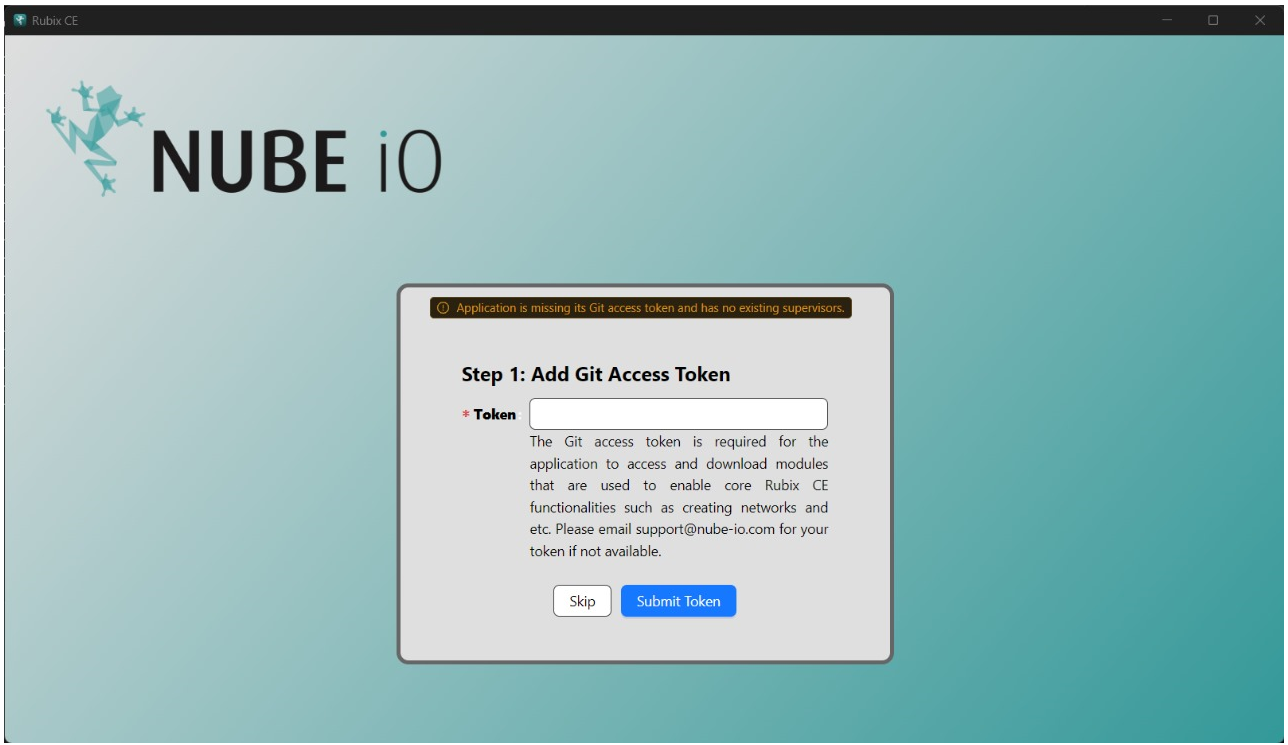 Rubix CE
NUBE iO
Application is missing its Git access token and has no existing supervisors.
Step 1: Add Git Access Token
* Token :
The Git access token is required for the
application to access and download modules
that are used to enable core Rubix CE
functionalities such as creating networks and
etc. Please email support@nube-io.com for your
token if not available.
Skip Submit Token